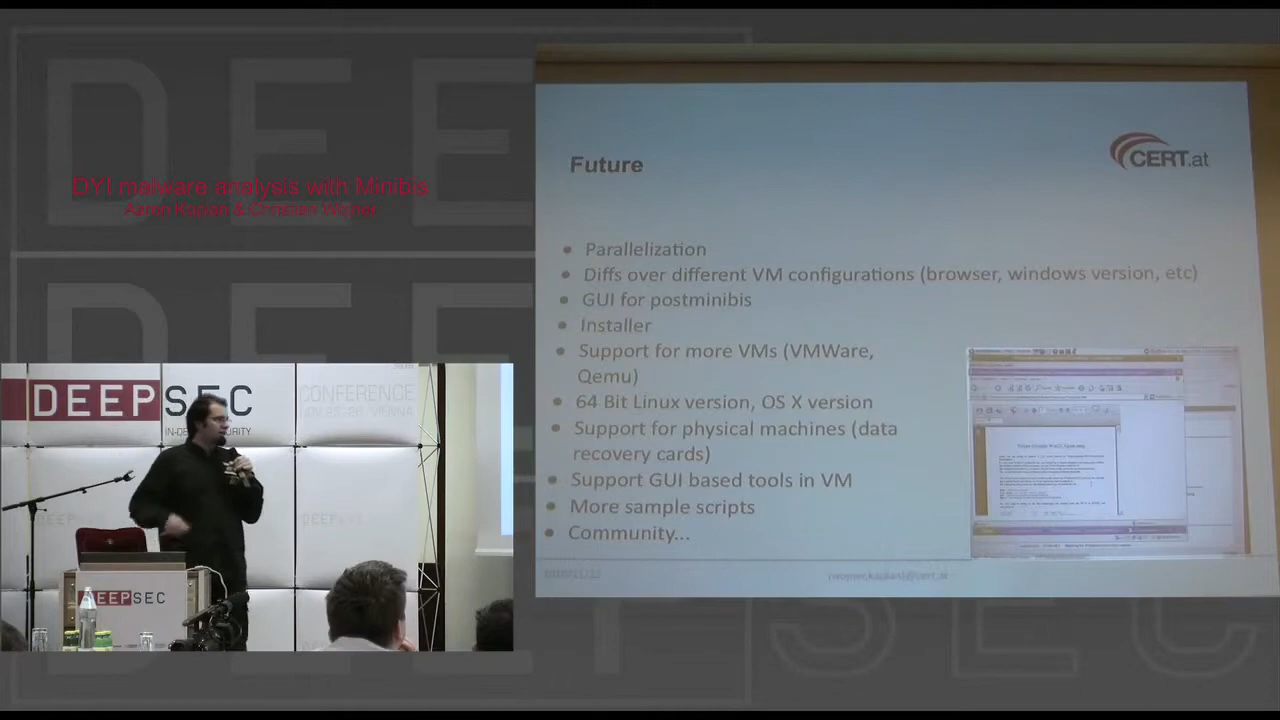 DYI malware analysis with Minibis
Aaron Kaplan & Christian Wojner
CERT.at
Future
• Parallelization
• Diffs over different VM configurations (browser, windows version, etc)
• GUI for postminibis
• Installer
• Support for more VMs (VMWare,
Qemu)
• 64 Bit Linux version, OS X version
• Support for physical machines (data
recovery cards)
• Support GUI based tools in VM
• More sample scripts
• Community...
DEEPSEC
CONFERENCE
DEEPSEC
DEEPSEC